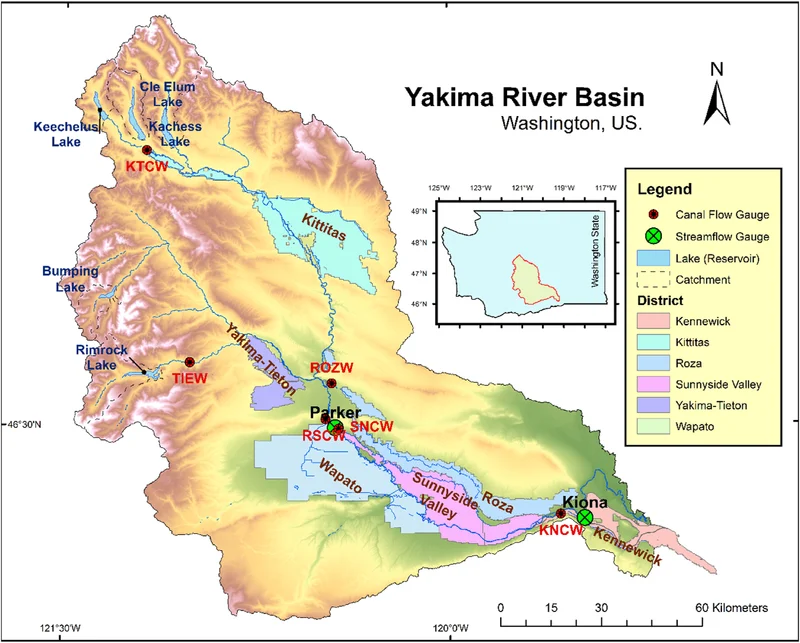 Yakima River Basin
Washington, US.
N
Cle Elum
Lake
Keechelus
Lake
Kachess
Lake
KTCW
Kittitas
Bumping
Lake
Rimrock
Lake
TIEW
Yakima-Tieton
ROZW
Parker
RSCW
SNCW
Wapato
Sunnyside
Valley
Roza
Kiona
KNCW
Kennewick
125°W
123°W
121°W
119°W
117°W
49°N
48°N
47°N
46°N
Washington State
Legend
Canal Flow Gauge
Streamflow Gauge
Lake (Reservoir)
Catchment
District
Kennewick
Kittitas
Roza
Sunnyside Valley
Yakima-Tieton
Wapato
46°30'N
121°30'W
120°0'W
0 15 30 60 Kilometers